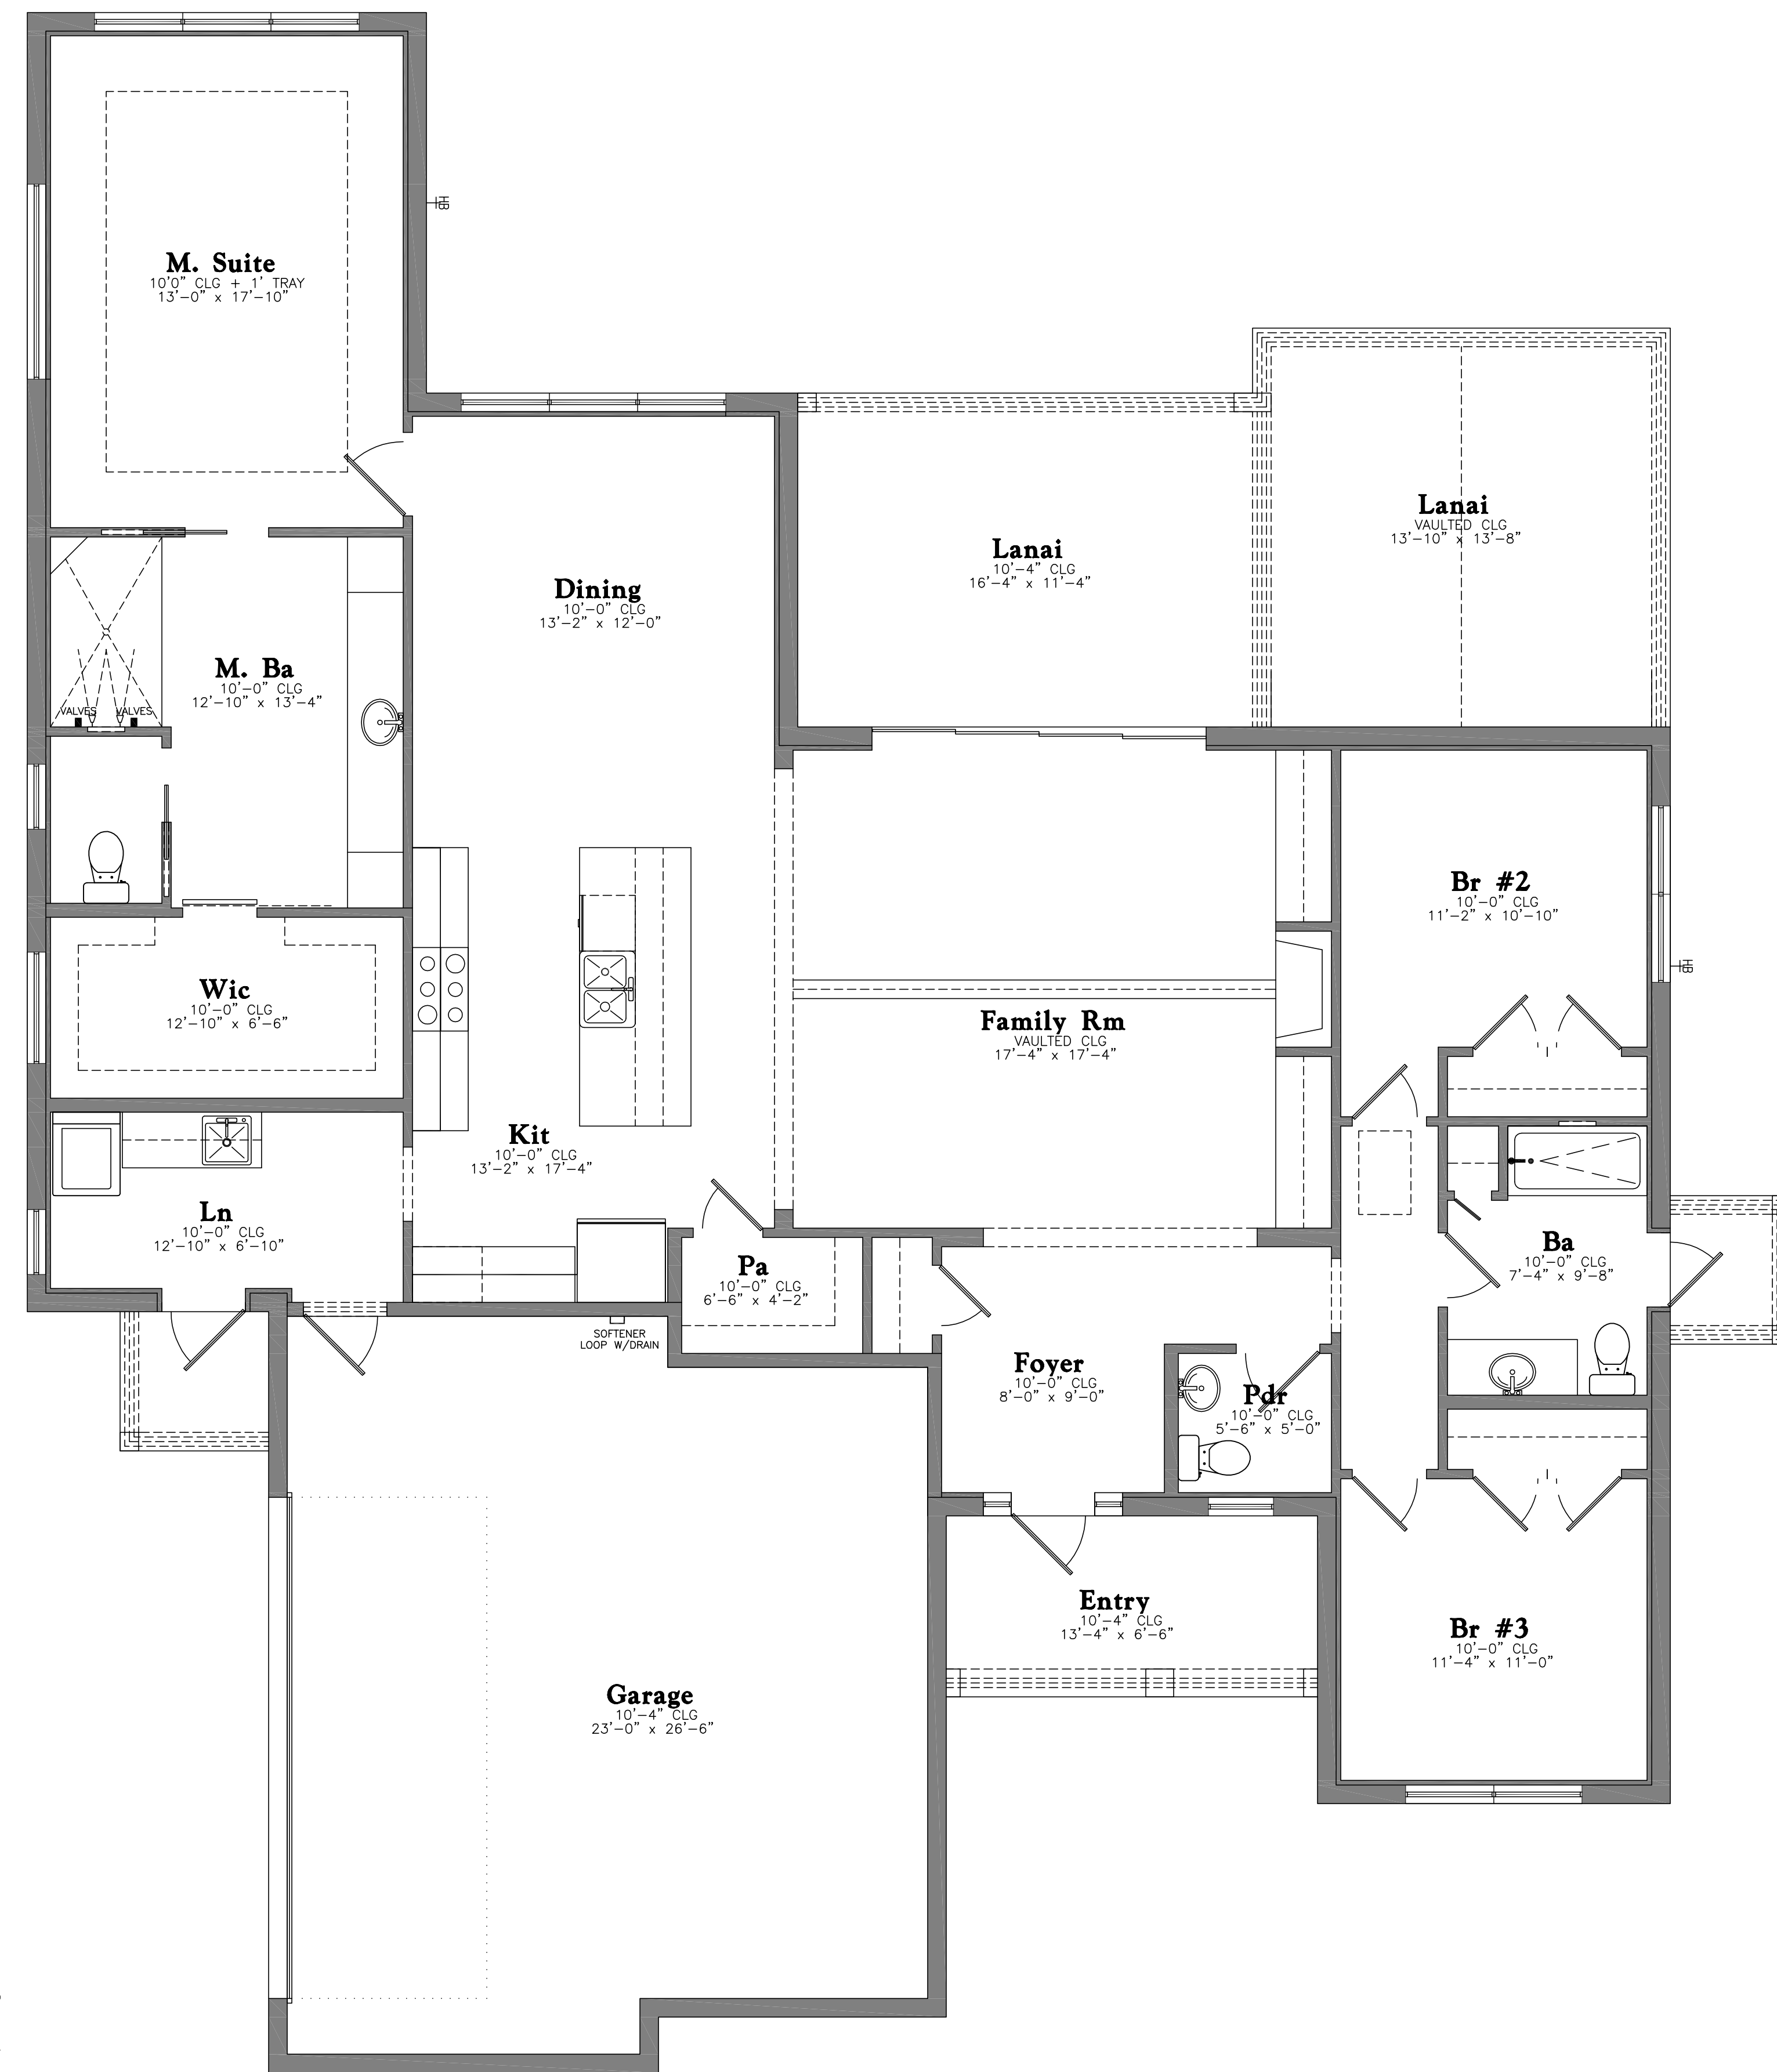 HB
M. Suite
10'0" CLG + 1' TRAY
13'-0" x 17'-10"
Lanai
VAULTED CLG
13'-10" x 13'-8"
Lanai
10'-4" CLG
16'-4" x 11'-4"
Dining
10'-0" CLG
13'-2" x 12'-0"
M. Ba
10'-0" CLG
12'-10" x 13'-4"
VALVES
VALVES
Br #2
10'-0" CLG
11'-2" x 10'-10"
HB
Wic
10'-0" CLG
12'-10" x 6'-6"
Family Rm
VAULTED CLG
17'-4" x 17'-4"
Kit
10'-0" CLG
13'-2" x 17'-4"
Ln
10'-0" CLG
12'-10" x 6'-10"
Pa
10'-0" CLG
6'-6" x 4'-2"
Ba
10'-0" CLG
7'-4" x 9'-8"
SOFTENER
LOOP W/DRAIN
Foyer
10'-0" CLG
8'-0" x 9'-0"
Pdr
10'-0" CLG
5'-6" x 5'-0"
Entry
10'-4" CLG
13'-4" x 6'-6"
Br #3
10'-0" CLG
11'-4" x 11'-0"
Garage
10'-4" CLG
23'-0" x 26'-6"